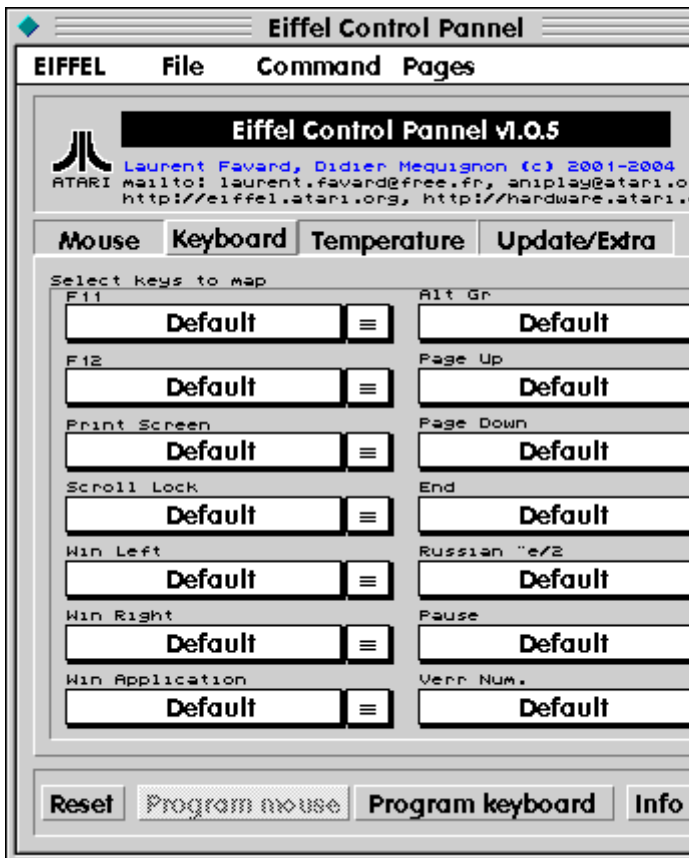 Eiffel Control Pannel
EIFFEL File Command Pages
Eiffel Control Pannel v1.0.5
Laurent Favard, Didier Mequignon (c) 2001-2004
ATARI mailto: laurent.favard@free.fr, aniplay@atari.o
http://eiffel.atari.org, http://hardware.atari.
Mouse Keyboard Temperature Update/Extra
Select keys to map
F11 Alt Gr
Default Default
F12 Page Up
Default Default
Print Screen Page Down
Default Default
Scroll Lock End
Default Default
Win Left Russian ¨e/2
Default Default
Win Right Pause
Default Default
Win Application Verr Num.
Default Default
Reset Program mouse Program keyboard Info